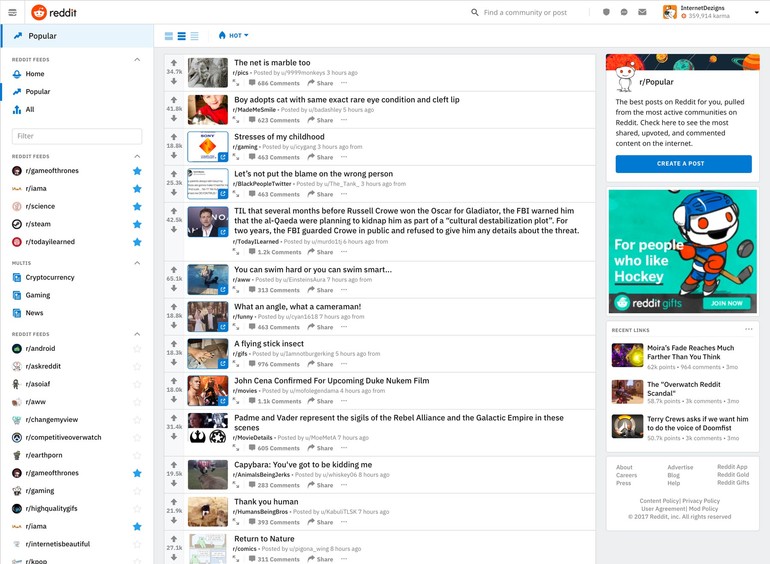 reddit
Find a community or post
InternetDezigns
359,914 karma
Popular
HOT
REDDIT FEEDS
Home
Popular
All
Filter
REDDIT FEEDS
r/gameofthrones
r/iama
r/science
r/steam
r/todayilearned
MULTIS
Cryptocurrency
Gaming
News
REDDIT FEEDS
r/android
r/askreddit
r/asoiaf
r/aww
r/changemyview
r/competitiveoverwatch
r/earthporn
r/gameofthrones
r/gaming
r/highqualitygifs
r/iama
r/internetisbeautiful
r/kpop
34.7k
The net is marble too
r/pics • Posted by u/9999monkeys 3 hours ago
686 Comments Share
41.8k
Boy adopts cat with same exact rare eye condition and cleft lip
r/MadeMeSmile • Posted by u/badashley 5 hours ago
623 Comments Share
18.8k
SONY
Stresses of my childhood
r/gaming • Posted by u/icygang 3 hours ago from
463 Comments Share
25.3k
Let's not put the blame on the wrong person
r/BlackPeopleTwitter • Posted by u/The_Tank_ 3 hours ago from
463 Comments Share
42.5k
TIL that several months before Russell Crowe won the Oscar for Gladiator, the FBI warned him
that the al-Qaeda were planning to kidnap him as part of a "cultural destabilization plot". For
two years, the FBI guarded Crowe in public and refused to give him any details about the threat.
r/TodayILearned • Posted by 6 hours ago from
1.2k Comments Share
65.1k
You can swim hard or you can swim smart...
r/aww • Posted by u/EinsteinsAura 7 hours ago from
313 Comments Share
18.8k
What an angle, what a cameraman!
r/funny • Posted by u/cyan1618 7 hours ago from
463 Comments Share
18.3k
A flying stick insect
r/gifs • Posted by u/Iamnotburgerking 5 hours ago from
976 Comments Share
18.0k
John Cena Confirmed For Upcoming Duke Nukem Film
r/movies • Posted by u/mofolegendama 4 hours ago from
1.1k Comments Share
31.4k
Padme and Vader represent the sigils of the Rebel Alliance and the Galactic Empire in these
scenes
r/MovieDetails • Posted by u/MoeMetA 7 hours ago
605 Comments Share
19.5k
Capybara: You've got to be kidding me
r/AnimalsBeingJerks • Posted by u/whiskey06 8 hours ago
283 Comments Share
21.9k
Thank you human
r/HumansBeingBros • Posted by u/KabuliTLSK 7 hours ago
393 Comments Share
27.1k
Return to Nature
r/comics • Posted by u/pigona_wing 8 hours ago
311 Comments Share
r/Popular
The best posts on Reddit for you, pulled
from the most active communities on
Reddit. Check here to see the most
shared, upvoted, and commented
content on the internet.
CREATE A POST
For people
who like
Hockey
reddit gifts
JOIN NOW
RECENT LINKS
Moira's Fade Reaches Much
Farther Than You Think
62k points • 964 comments • 3mo
The "Overwatch Reddit
Scandal"
58.7k points • 3k comments • 3mo
Terry Crews asks if we want him
to do the voice of Doomfist
50.7k points • 3k comments • 3mo
About Advertise Reddit App
Careers Blog Reddit Gold
Press Help Reddit Gifts
Content Policy| Privacy Policy
User Agreement| Mod Policy
© 2017 Reddit, inc. All rights reserved